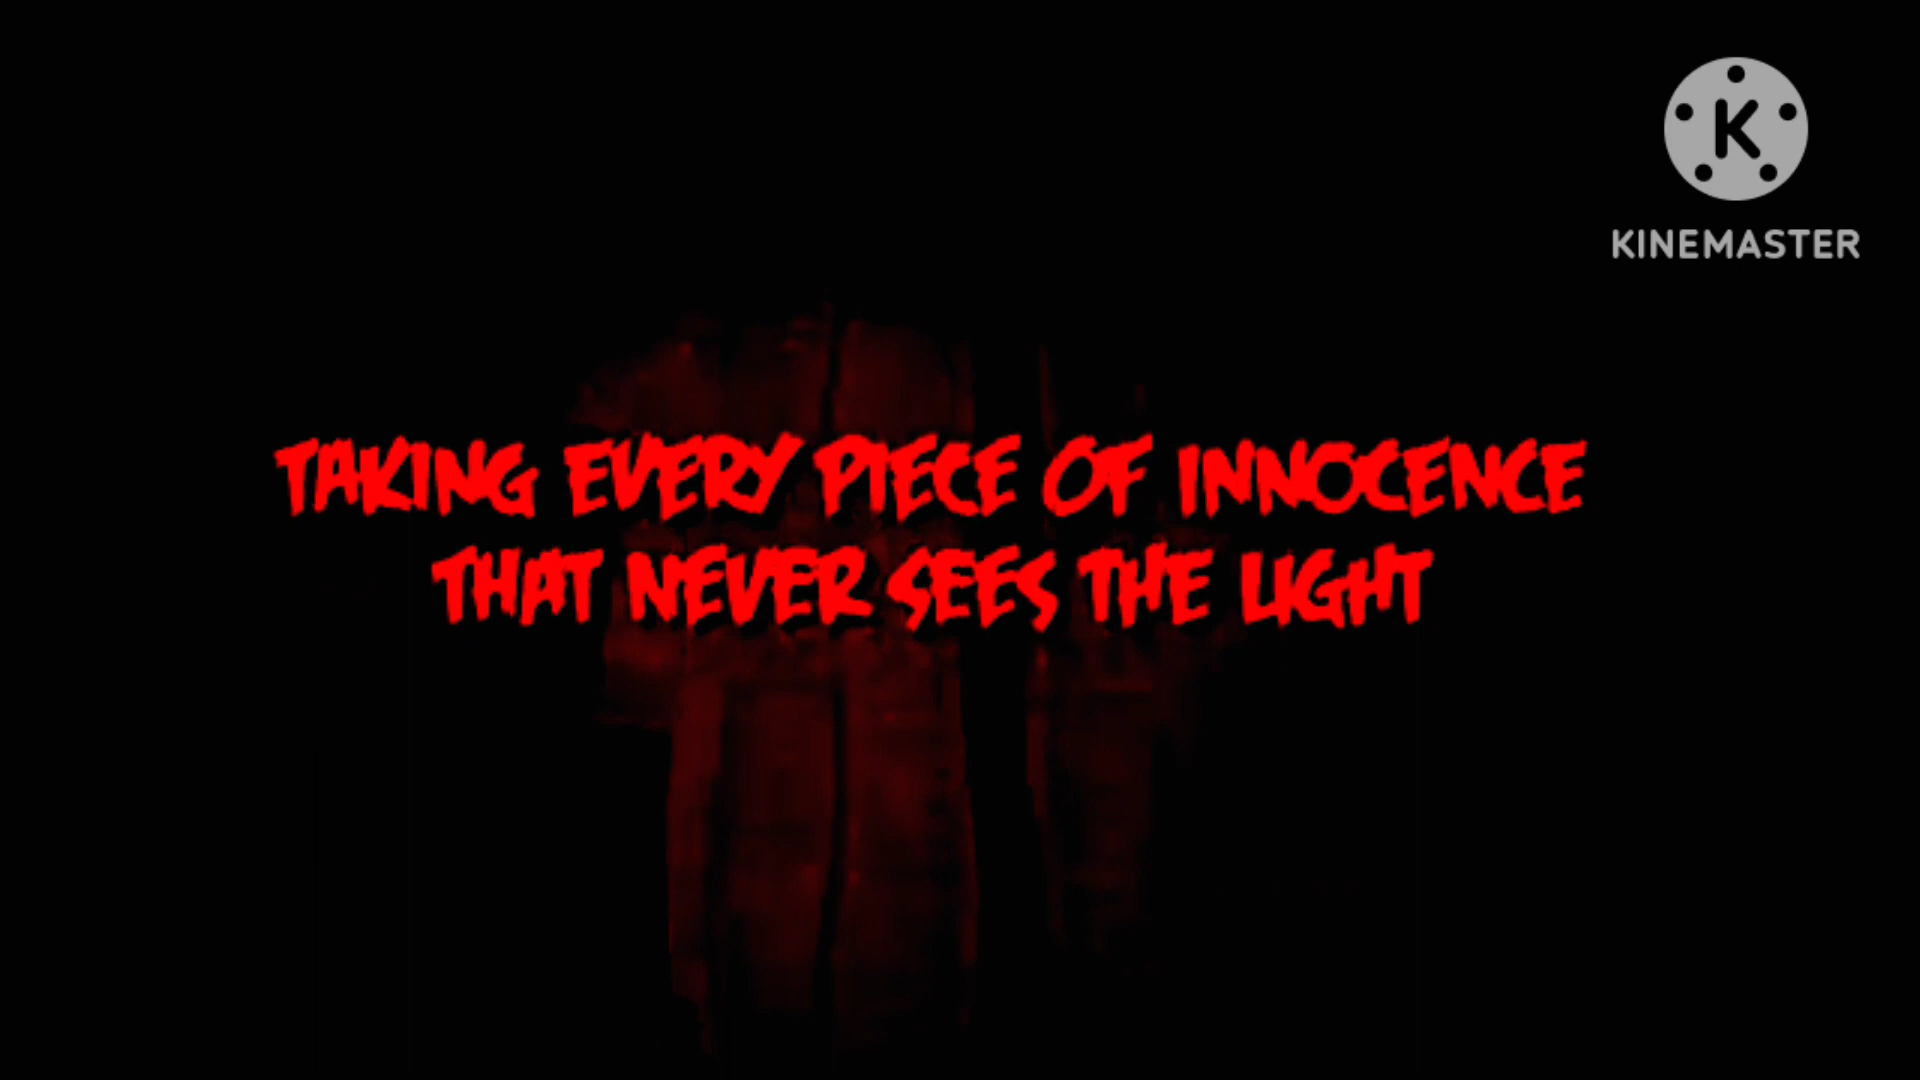 K
KINEMASTER
TAKING EVERY PIECE OF INNOCENCE
THAT NEVER SEES THE LIGHT